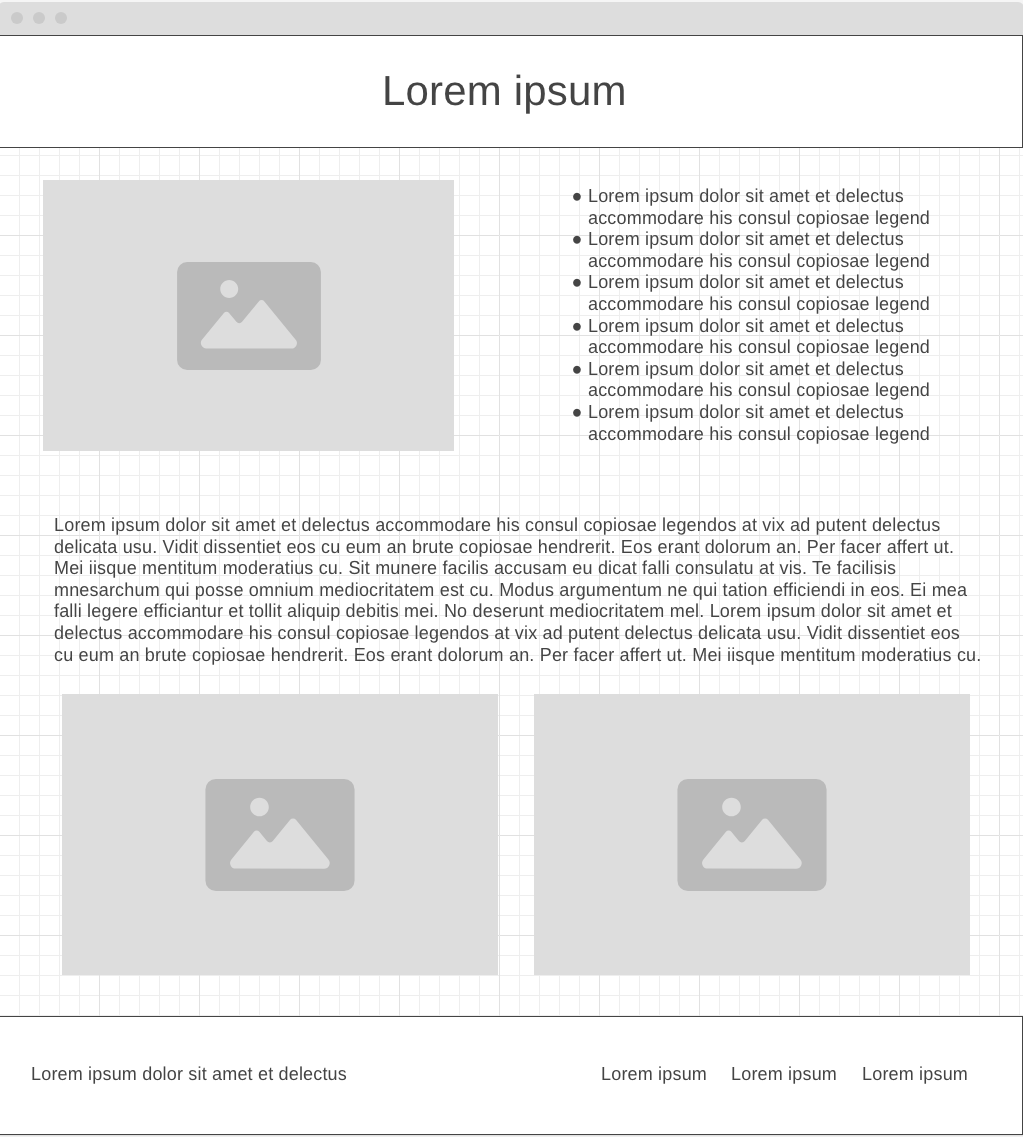 Lorem ipsum
● Lorem ipsum dolor sit amet et delectus
accommodare his consul copiosae legend
● Lorem ipsum dolor sit amet et delectus
accommodare his consul copiosae legend
● Lorem ipsum dolor sit amet et delectus
accommodare his consul copiosae legend
● Lorem ipsum dolor sit amet et delectus
accommodare his consul copiosae legend
● Lorem ipsum dolor sit amet et delectus
accommodare his consul copiosae legend
● Lorem ipsum dolor sit amet et delectus
accommodare his consul copiosae legend
Lorem ipsum dolor sit amet et delectus accommodare his consul copiosae legendos at vix ad putent delectus
delicata usu. Vidit dissentiet eos cu eum an brute copiosae hendrerit. Eos erant dolorum an. Per facer affert ut.
Mei iisque mentitum moderatius cu. Sit munere facilis accusam eu dicat falli consulatu at vis. Te facilisis
mnesarchum qui posse omnium mediocritatem est cu. Modus argumentum ne qui tation efficiendi in eos. Ei mea
falli legere efficiantur et tollit aliquip debitis mei. No deserunt mediocritatem mel. Lorem ipsum dolor sit amet et
delectus accommodare his consul copiosae legendos at vix ad putent delectus delicata usu. Vidit dissentiet eos
cu eum an brute copiosae hendrerit. Eos erant dolorum an. Per facer affert ut. Mei iisque mentitum moderatius cu.
Lorem ipsum dolor sit amet et delectus
Lorem ipsum Lorem ipsum Lorem ipsum